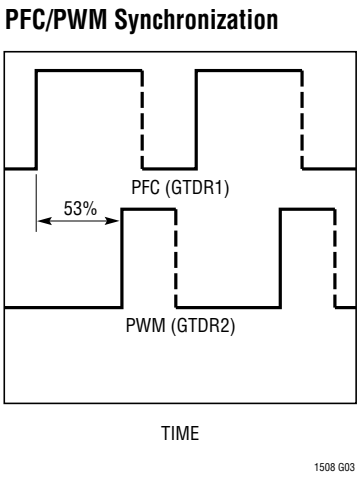 PFC/PWM Synchronization
PFC (GTDR1)
53%
PWM (GTDR2)
TIME
1508 G03